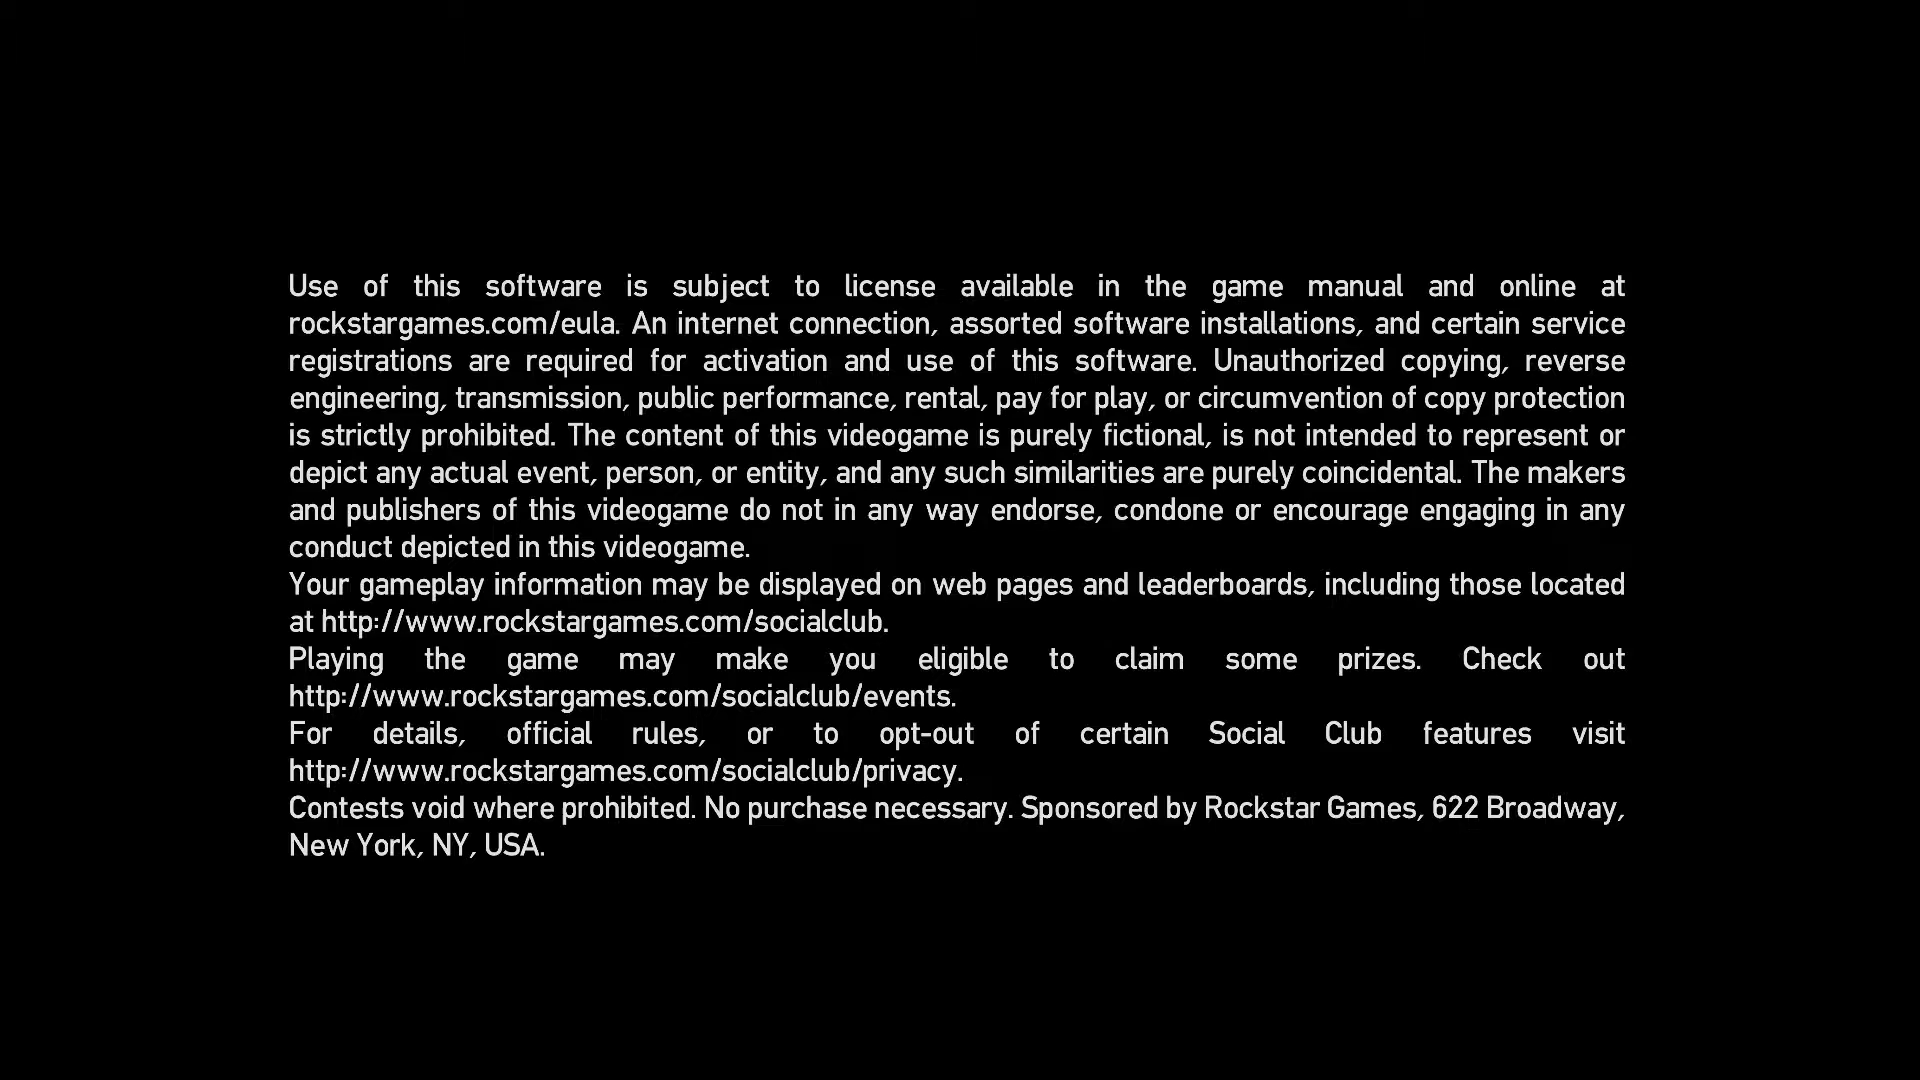 Use of this software is subject to license available in the game manual and online at
rockstargames.com/eula. An internet connection, assorted software installations, and certain service
registrations are required for activation and use of this software. Unauthorized copying, reverse
engineering, transmission, public performance, rental, pay for play, or circumvention of copy protection
is strictly prohibited. The content of this videogame is purely fictional, is not intended to represent or
depict any actual event, person, or entity, and any such similarities are purely coincidental. The makers
and publishers of this videogame do not in any way endorse, condone or encourage engaging in any
conduct depicted in this videogame.
Your gameplay information may be displayed on web pages and leaderboards, including those located
at http://www.rockstargames.com/socialclub.
Playing the game may make you eligible to claim some prizes. Check out
http://www.rockstargames.com/socialclub/events.
For details, official rules, or to opt-out of certain Social Club features visit
http://www.rockstargames.com/socialclub/privacy.
Contests void where prohibited. No purchase necessary. Sponsored by Rockstar Games, 622 Broadway,
New York, NY, USA.